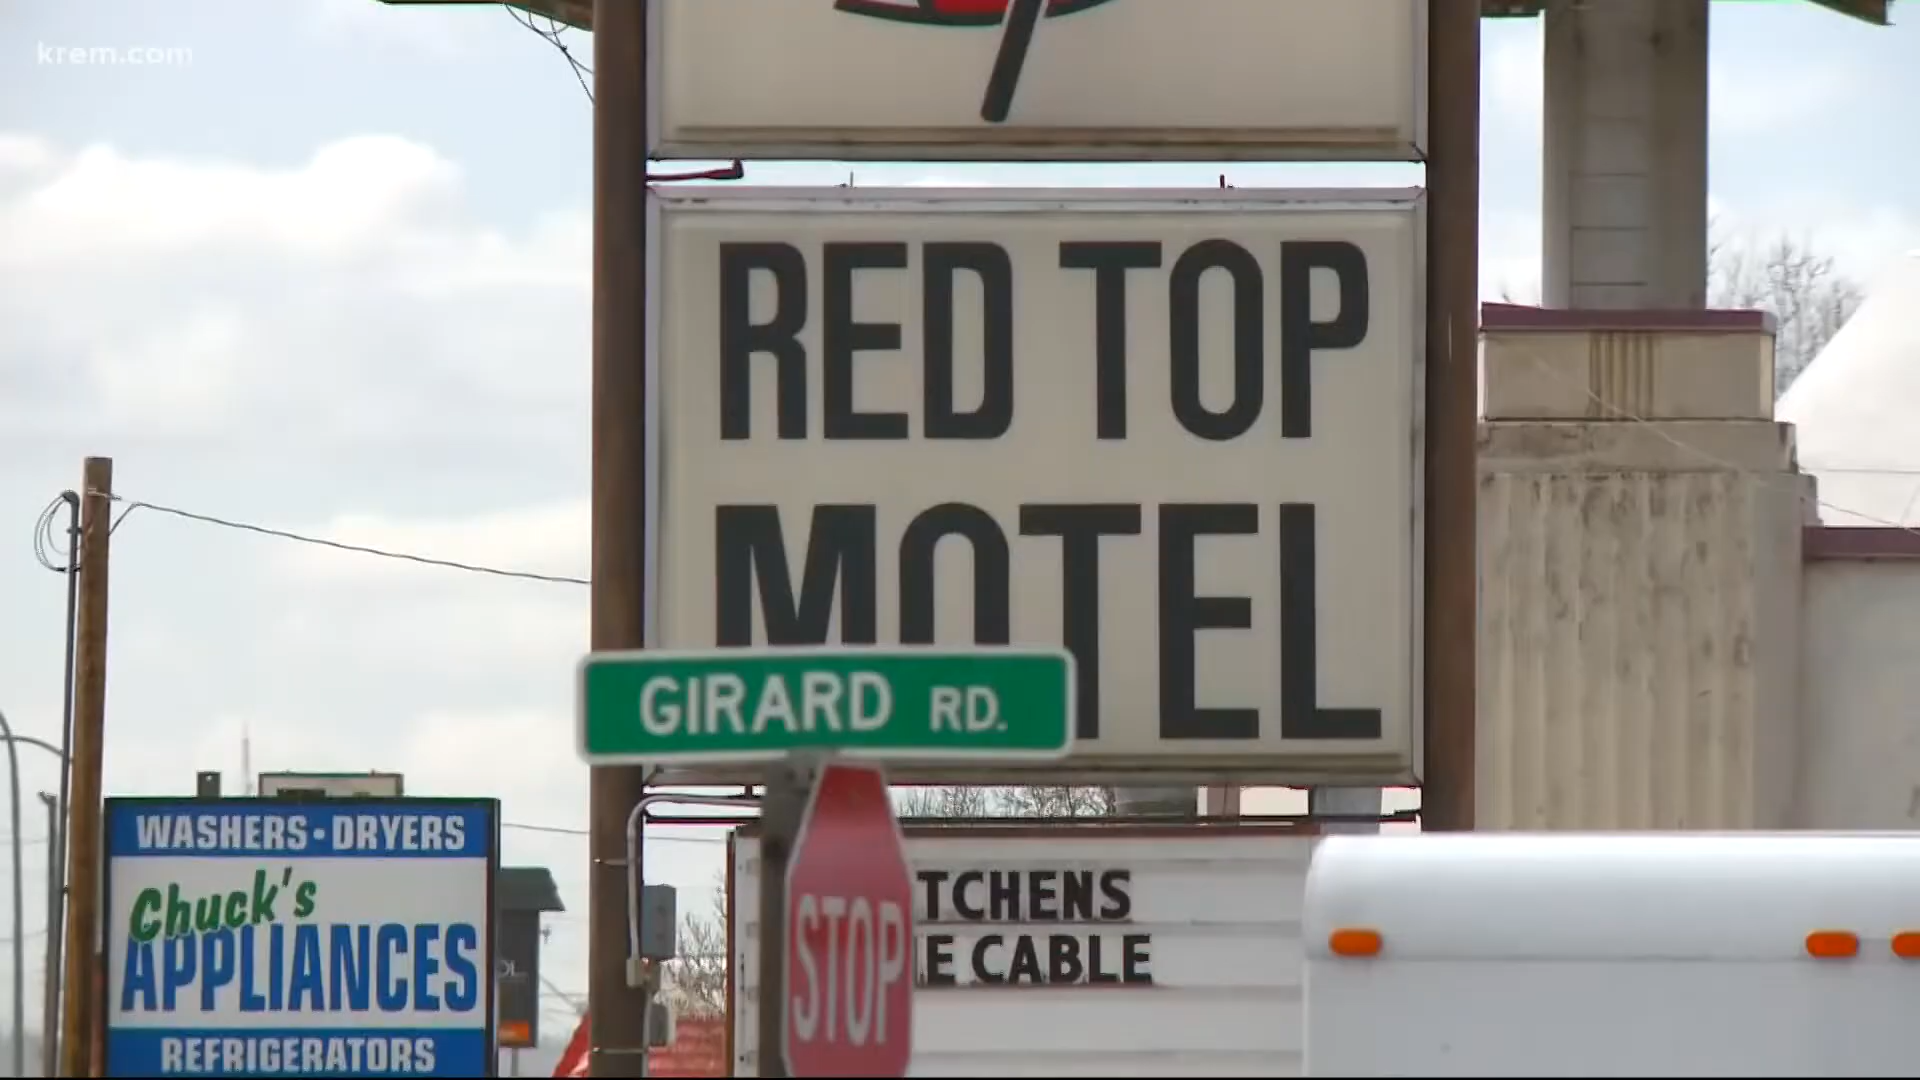 krem.com
RED TOP
MOTEL
GIRARD RD.
WASHERS·DRYERS
Chuck's
APPLIANCES
REFRIGERATORS
STOP
TCHENS
E CABLE